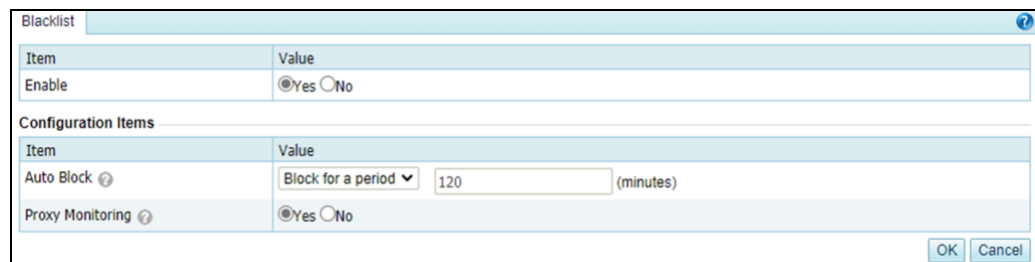 Blacklist
Item Value
Enable Yes No
Configuration Items
Item Value
Auto Block Block for a period 120 (minutes)
Proxy Monitoring Yes No
OK Cancel